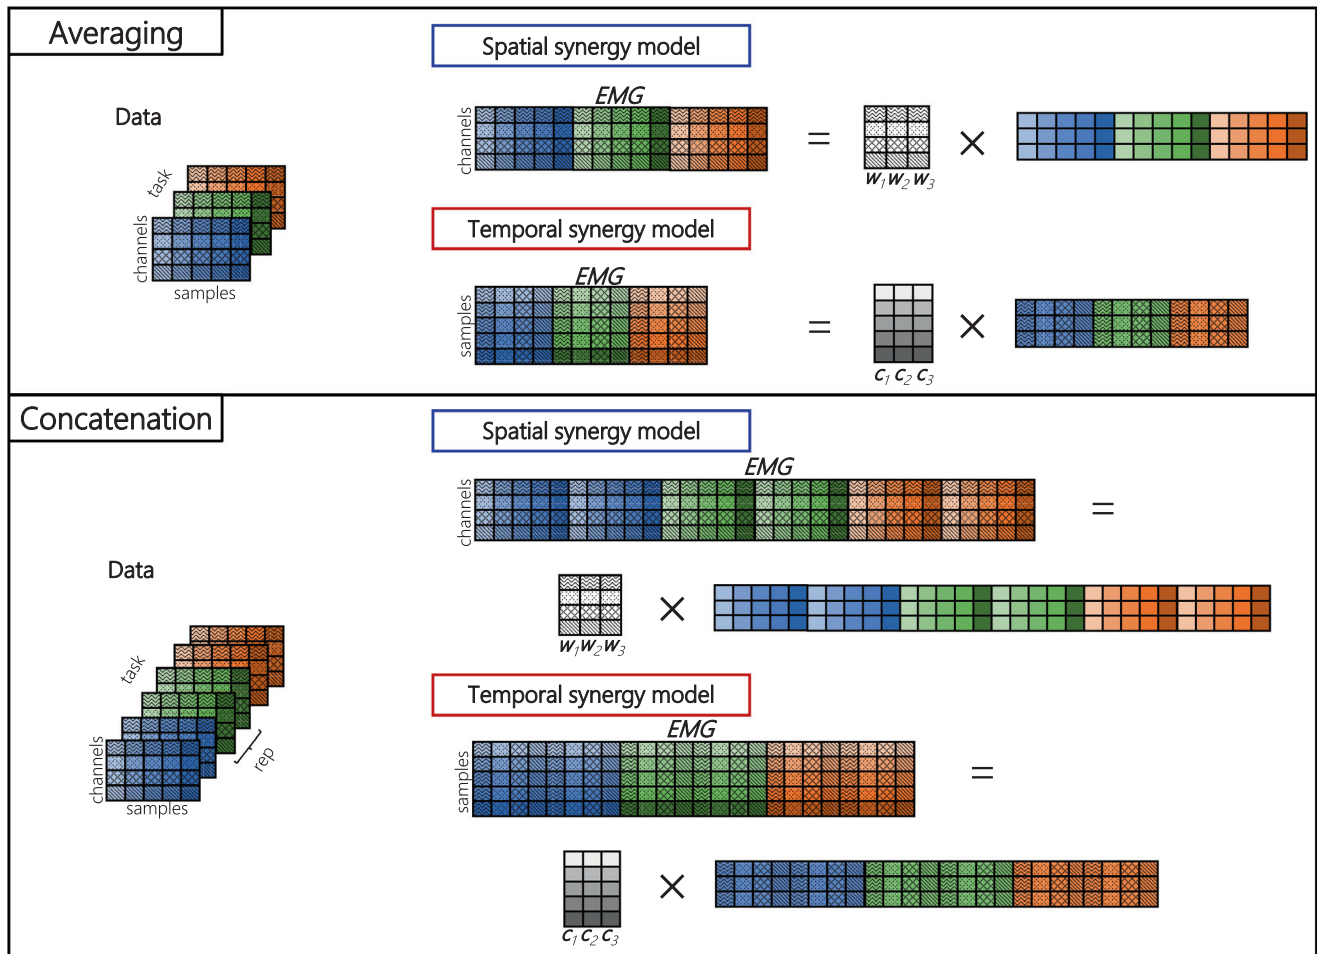 Averaging
Data
task
channels
samples
Spatial synergy model
EMG
channels
=
×
w1 w2 w3
Temporal synergy model
EMG
samples
=
×
c1 c2 c3
Concatenation
Data
task
channels
rep
samples
Spatial synergy model
EMG
channels
=
×
w1 w2 w3
Temporal synergy model
EMG
samples
=
×
c1 c2 c3